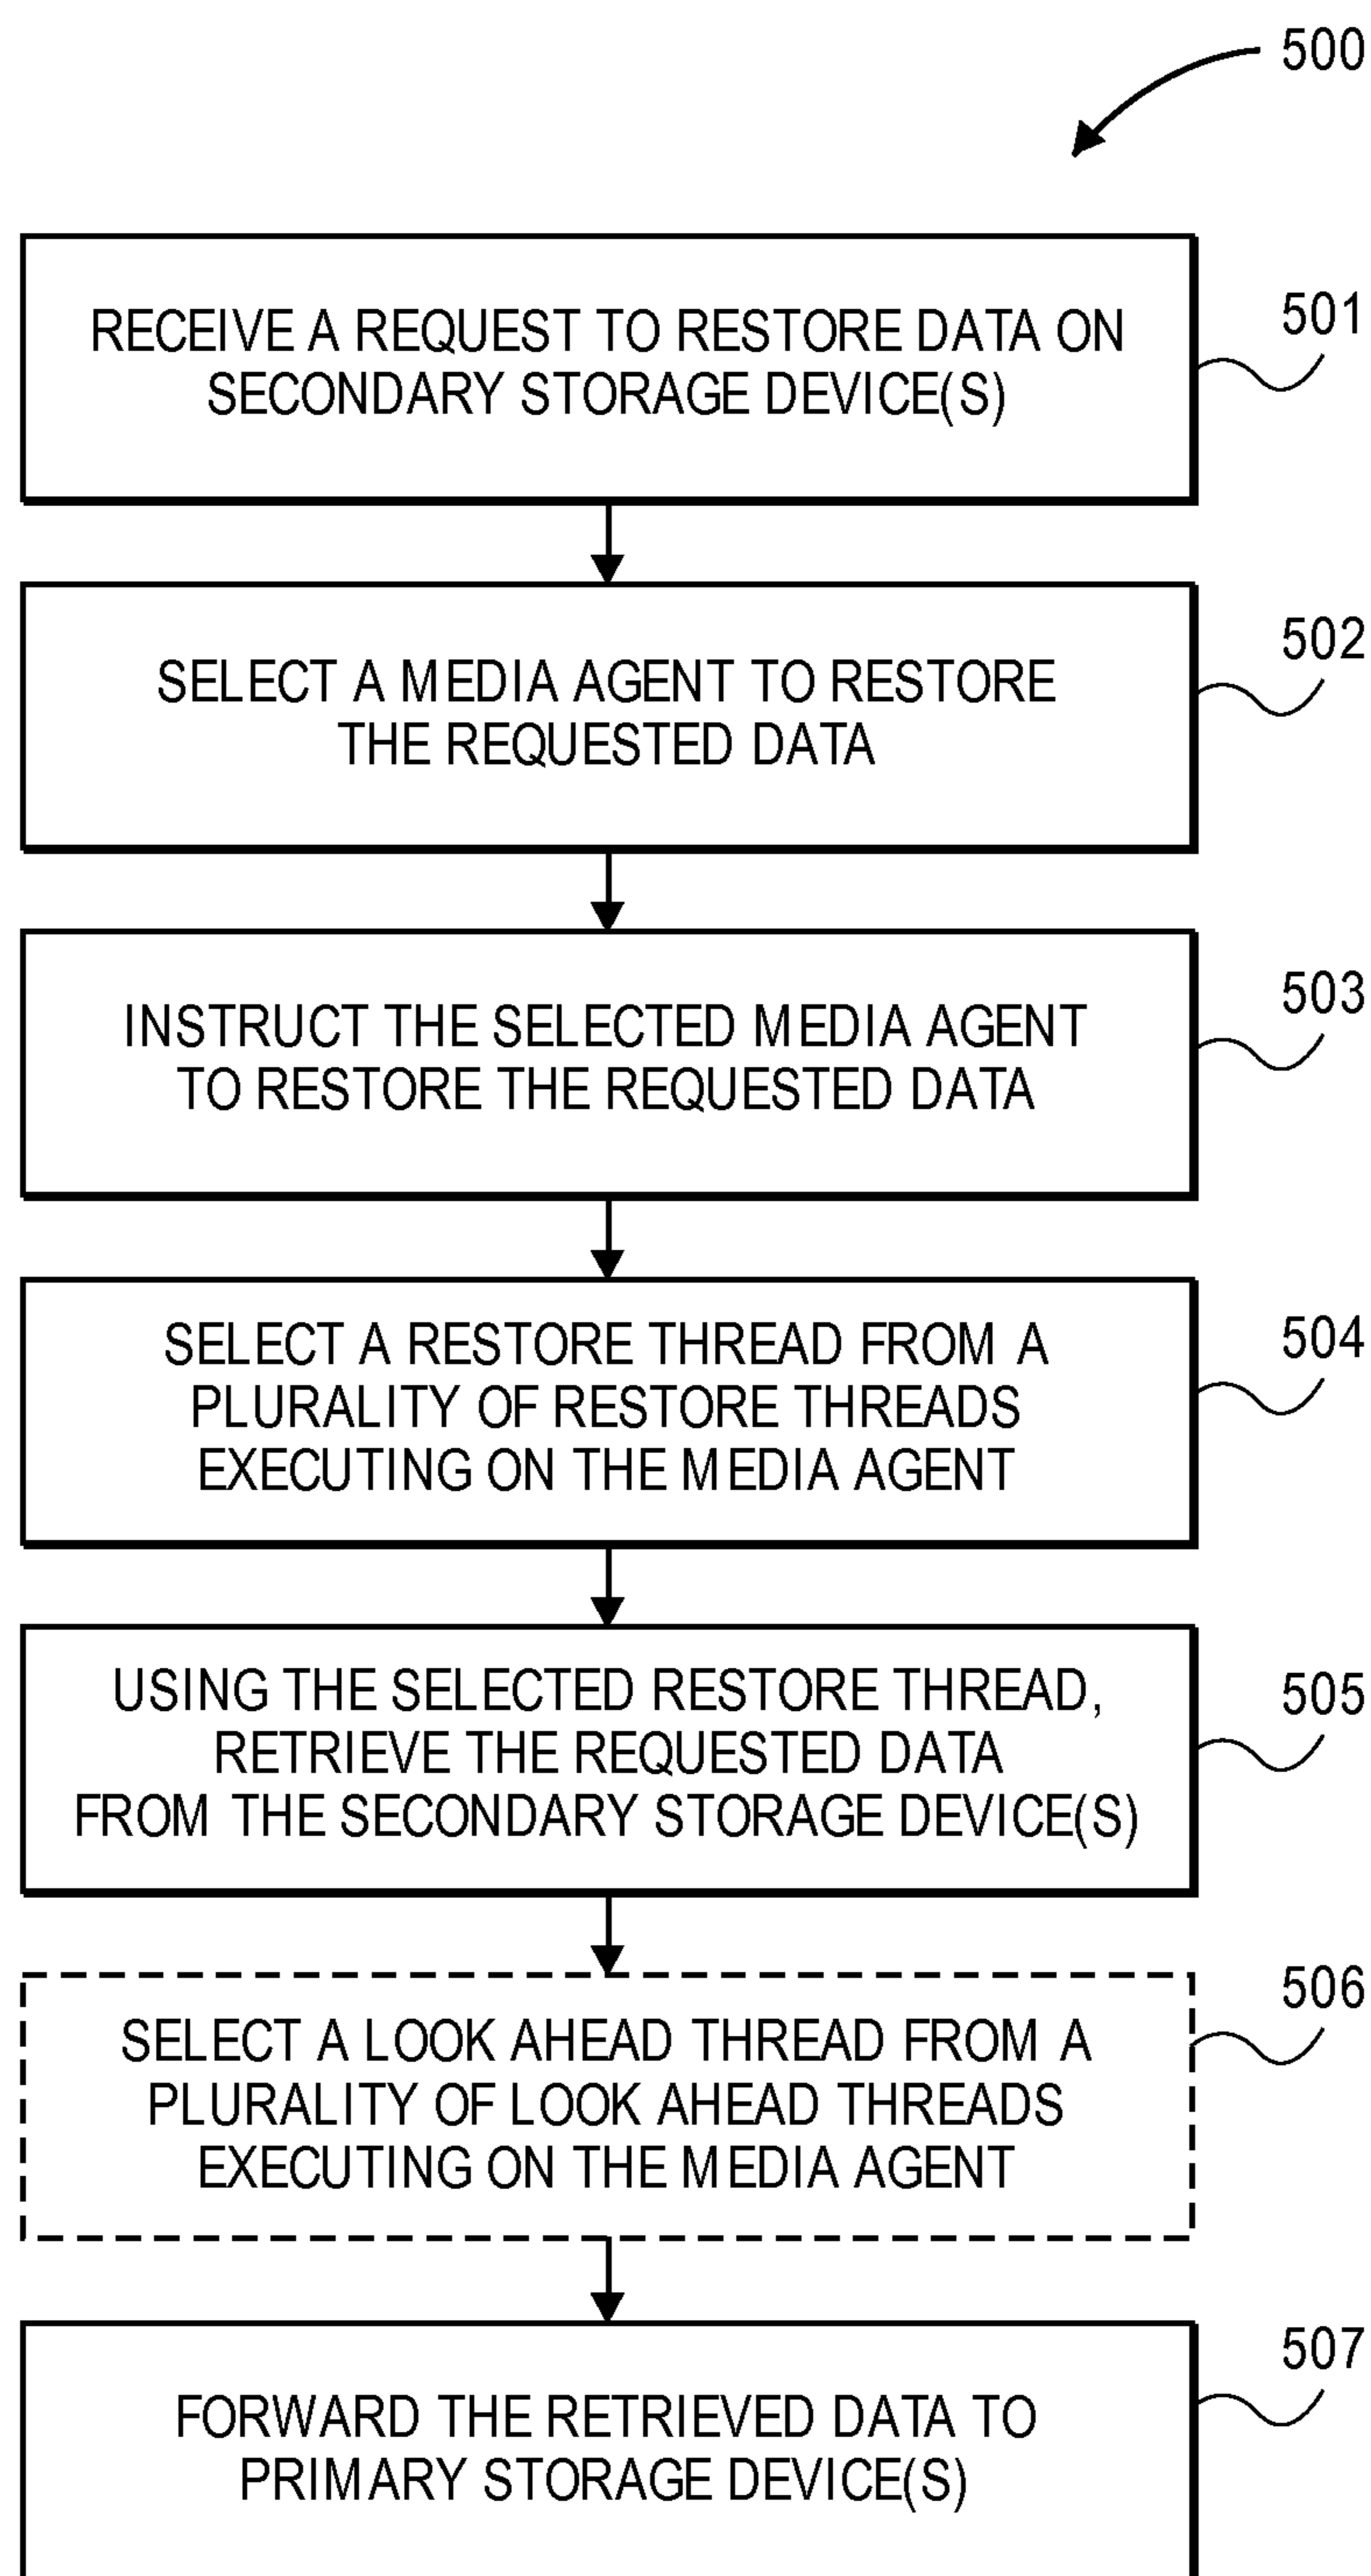 500
RECEIVE A REQUEST TO RESTORE DATA ON
SECONDARY STORAGE DEVICE(S)
501
SELECT A MEDIA AGENT TO RESTORE
THE REQUESTED DATA
502
INSTRUCT THE SELECTED MEDIA AGENT
TO RESTORE THE REQUESTED DATA
503
SELECT A RESTORE THREAD FROM A
PLURALITY OF RESTORE THREADS
EXECUTING ON THE MEDIA AGENT
504
USING THE SELECTED RESTORE THREAD,
RETRIEVE THE REQUESTED DATA
FROM THE SECONDARY STORAGE DEVICE(S)
505
SELECT A LOOK AHEAD THREAD FROM A
PLURALITY OF LOOK AHEAD THREADS
EXECUTING ON THE MEDIA AGENT
506
FORWARD THE RETRIEVED DATA TO
PRIMARY STORAGE DEVICE(S)
507